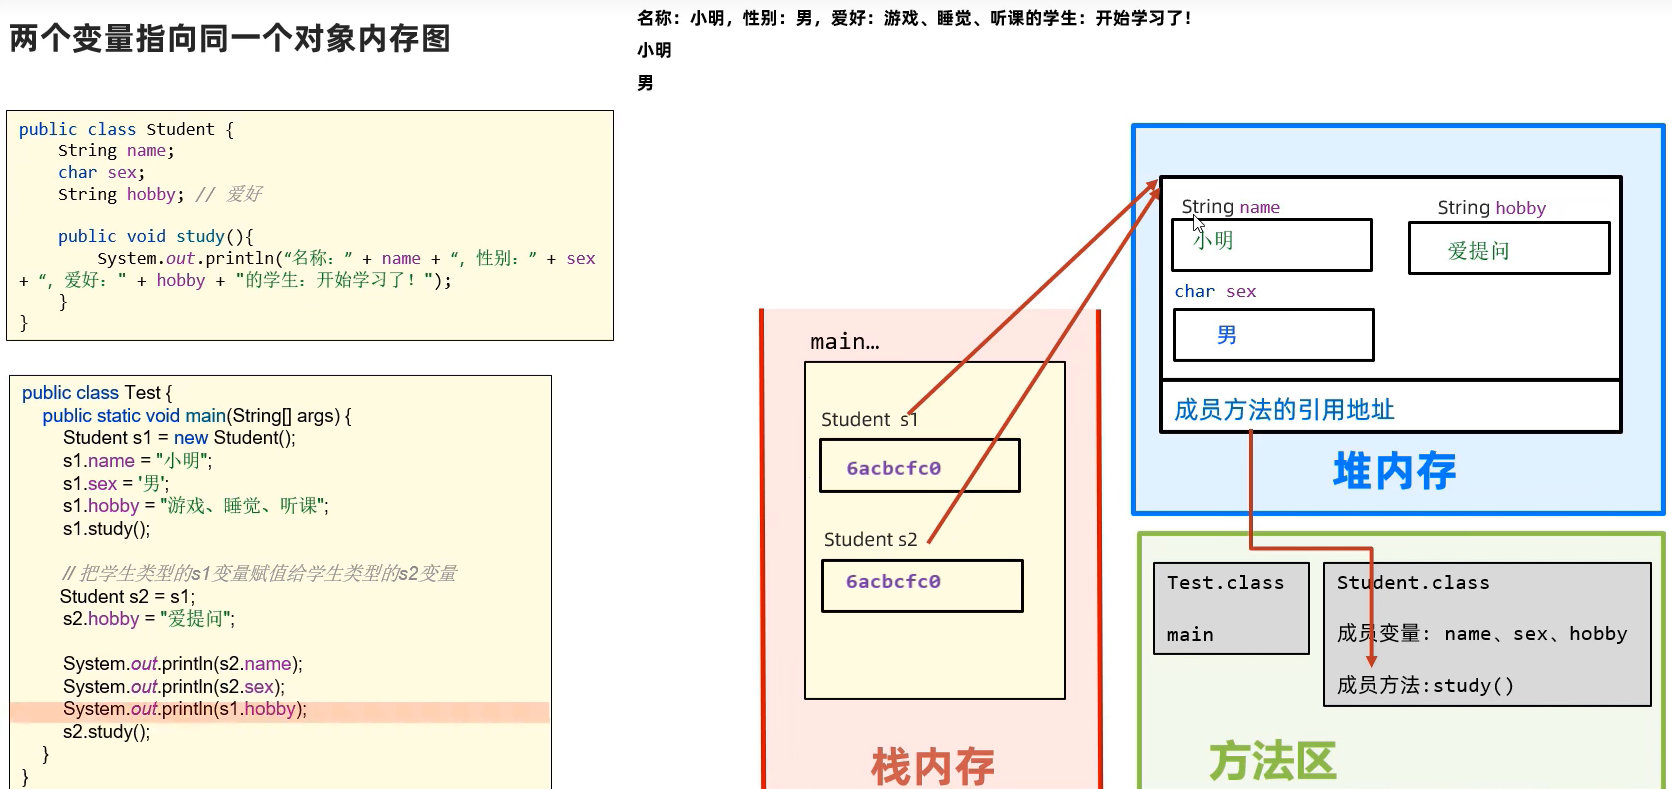 两个变量指向同一个对象内存图
名称：小明，性别：男，爱好：游戏、睡觉、听课的学生：开始学习了！
小明
男
public class Student {
String name;
char sex;
String hobby; // 爱好
public void study(){
System.out.println(“名称：” + name + “, 性别：” + sex
+ “, 爱好：" + hobby + "的学生：开始学习了！");
}
}
public class Test {
public static void main(String[] args) {
Student s1 = new Student();
s1.name = "小明";
s1.sex = '男';
s1.hobby = "游戏、睡觉、听课";
s1.study();
// 把学生类型的s1变量赋值给学生类型的s2变量
Student s2 = s1;
s2.hobby = "爱提问";
System.out.println(s2.name);
System.out.println(s2.sex);
System.out.println(s1.hobby);
s2.study();
}
}
main…
Student s1
6acbcfc0
Student s2
6acbcfc0
栈内存
String name
小明
String hobby
爱提问
char sex
男
成员方法的引用地址
堆内存
Test.class
main
Student.class
成员变量: name、sex、hobby
成员方法:study()
方法区